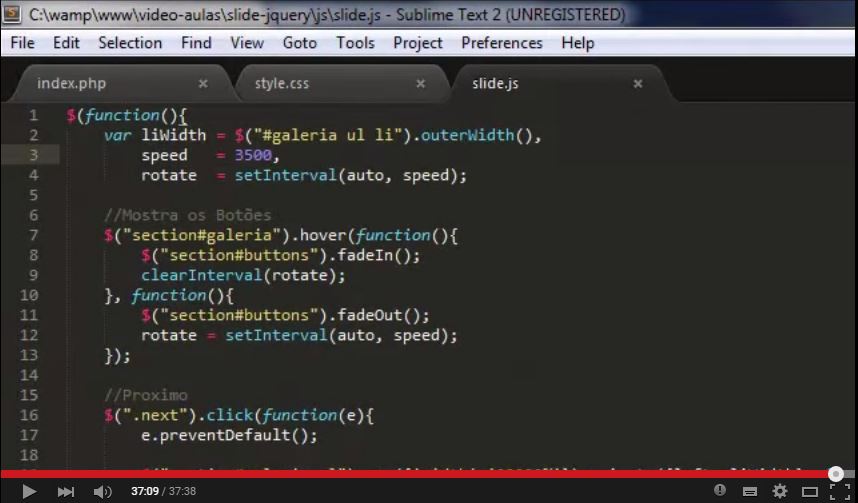 C:\wamp\www\video-aulas\slide-jquery\js\slide.js - Sublime Text 2 (UNREGISTERED)
File Edit Selection Find View Goto Tools Project Preferences Help
index.php × style.css × slide.js ×
1 $(function(){
2 var liWidth = $("#galeria ul li").outerWidth(),
3 speed = 3500,
4 rotate = setInterval(auto, speed);
5
6 //Mostra os Botões
7 $("section#galeria").hover(function(){
8 $("section#buttons").fadeIn();
9 clearInterval(rotate);
10 }, function(){
11 $("section#buttons").fadeOut();
12 rotate = setInterval(auto, speed);
13 });
14
15 //Proximo
16 $(".next").click(function(e){
17 e.preventDefault();
18
37:09 / 37:38